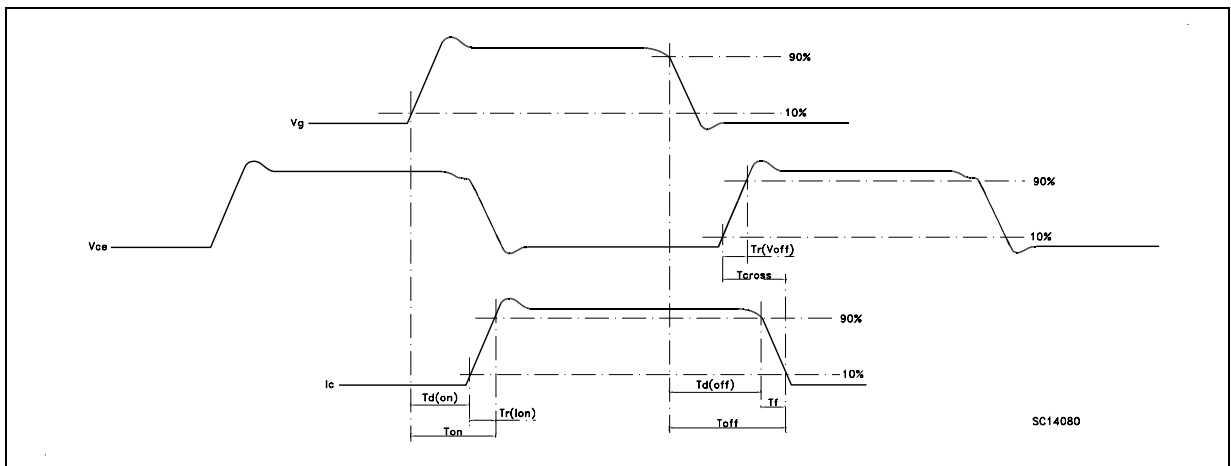 90%
10%
Vg
90%
Vce
10%
Tr(Voff)
Tcross
90%
10%
Ic
Td(on)
Td(off)
Tr(Ion)
Tf
Ton
Toff
SC14080